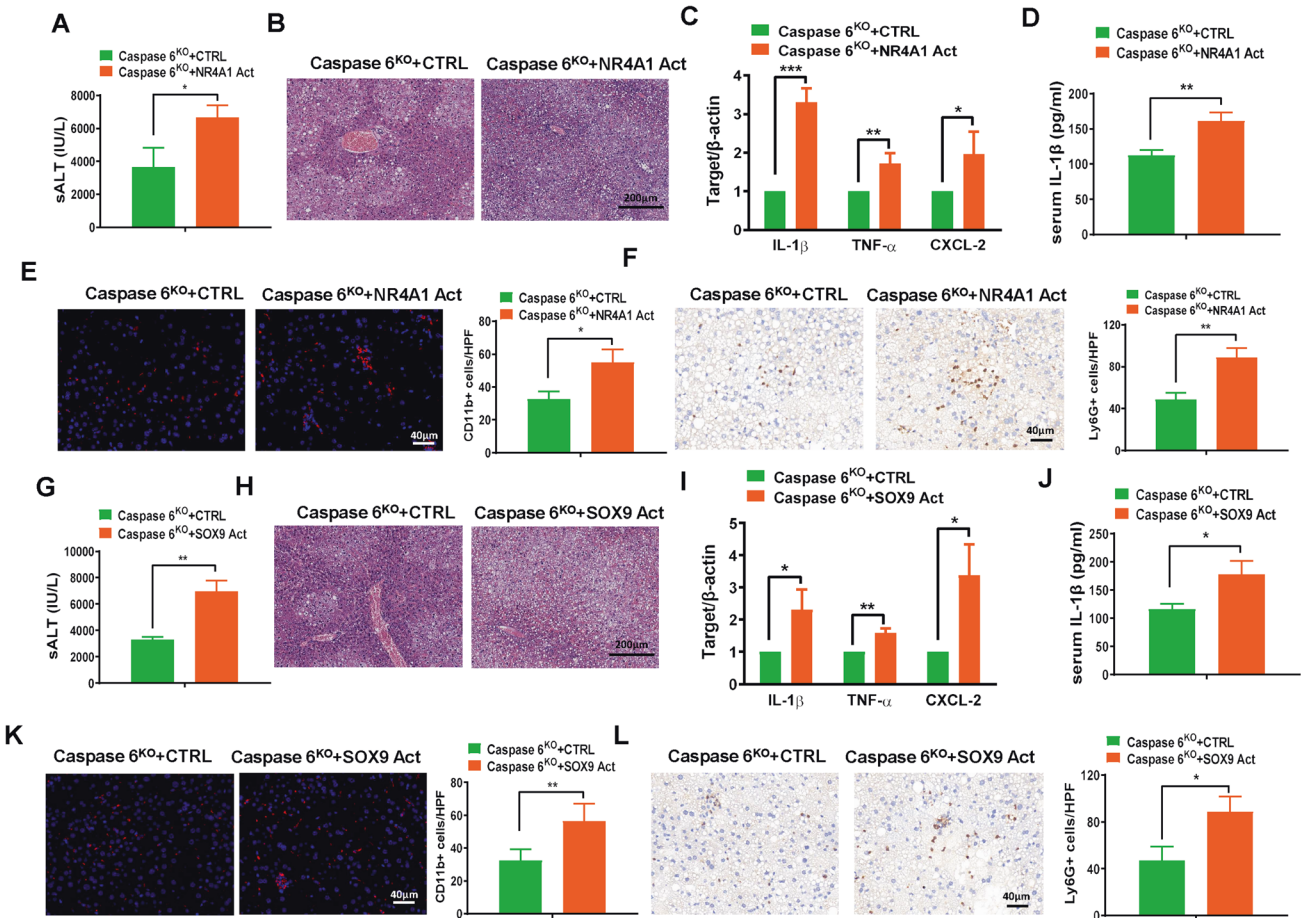 A
Caspase 6KO+CTRL
Caspase 6KO+NR4A1 Act
sALT (IU/L)
8000
6000
4000
2000
0
*
B
Caspase 6KO+CTRL
Caspase 6KO+NR4A1 Act
200μm
C
Caspase 6KO+CTRL
Caspase 6KO+NR4A1 Act
Target/β-actin
4
3
2
1
0
***
**
*
IL-1β
TNF-α
CXCL-2
D
Caspase 6KO+CTRL
Caspase 6KO+NR4A1 Act
serum IL-1β (pg/ml)
200
150
100
50
0
**
E
Caspase 6KO+CTRL
Caspase 6KO+NR4A1 Act
40μm
Caspase 6KO+CTRL
Caspase 6KO+NR4A1 Act
CD11b+ cells/HPF
80
60
40
20
0
*
F
Caspase 6KO+CTRL
Caspase 6KO+NR4A1 Act
40μm
Caspase 6KO+CTRL
Caspase 6KO+NR4A1 Act
Ly6G+ cells/HPF
120
80
40
0
**
G
Caspase 6KO+CTRL
Caspase 6KO+SOX9 Act
sALT (IU/L)
10000
8000
6000
4000
2000
0
**
H
Caspase 6KO+CTRL
Caspase 6KO+SOX9 Act
200μm
I
Caspase 6KO+CTRL
Caspase 6KO+SOX9 Act
Target/β-actin
5
4
3
2
1
0
*
**
*
IL-1β
TNF-α
CXCL-2
J
Caspase 6KO+CTRL
Caspase 6KO+SOX9 Act
serum IL-1β (pg/ml)
250
200
150
100
50
0
*
K
Caspase 6KO+CTRL
Caspase 6KO+SOX9 Act
40μm
Caspase 6KO+CTRL
Caspase 6KO+SOX9 Act
CD11b+ cells/HPF
80
60
40
20
0
**
L
Caspase 6KO+CTRL
Caspase 6KO+SOX9 Act
40μm
Caspase 6KO+CTRL
Caspase 6KO+SOX9 Act
Ly6G+ cells/HPF
120
80
40
0
*